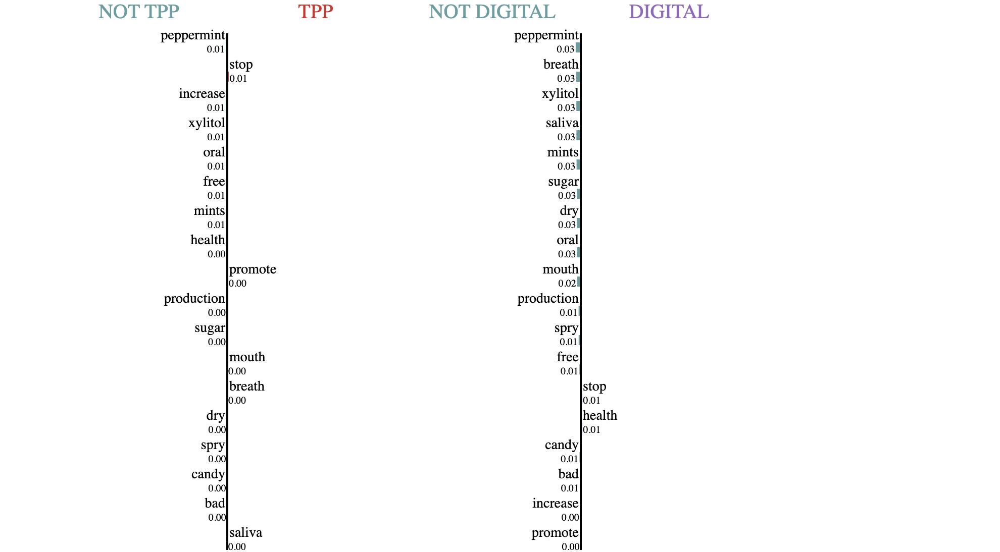 NOT TPP TPP
peppermint
0.01
stop
0.01
increase
0.01
xylitol
0.01
oral
0.01
free
0.01
mints
0.01
health
0.00
promote
0.00
production
0.00
sugar
0.00
mouth
0.00
breath
0.00
dry
0.00
spry
0.00
candy
0.00
bad
0.00
saliva
0.00
NOT DIGITAL DIGITAL
peppermint
0.03
breath
0.03
xylitol
0.03
saliva
0.03
mints
0.03
sugar
0.03
dry
0.03
oral
0.03
mouth
0.02
production
0.01
spry
0.01
free
0.01
stop
0.01
health
0.01
candy
0.01
bad
0.01
increase
0.00
promote
0.00